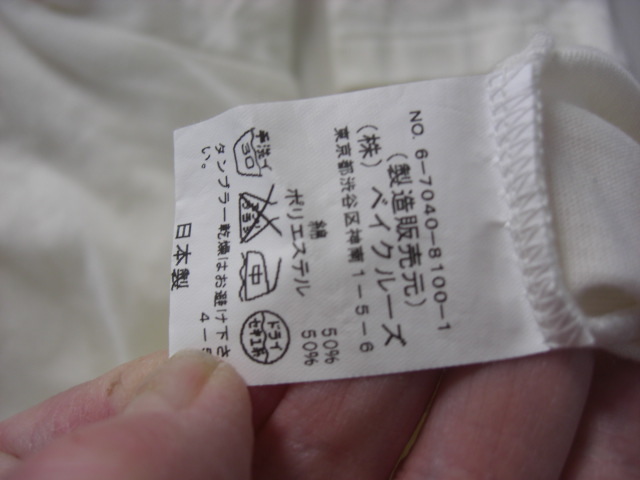 NO. 6-7040-8100-1
(製造販売元)
(株) ベイクルーズ
東京都渋谷区神南1-5-6
綿 50%
ポリエステル 50%
手洗イ
30
中
ドライ
セキユ系
タンブラー乾燥はお避け下さ
い。
日本製